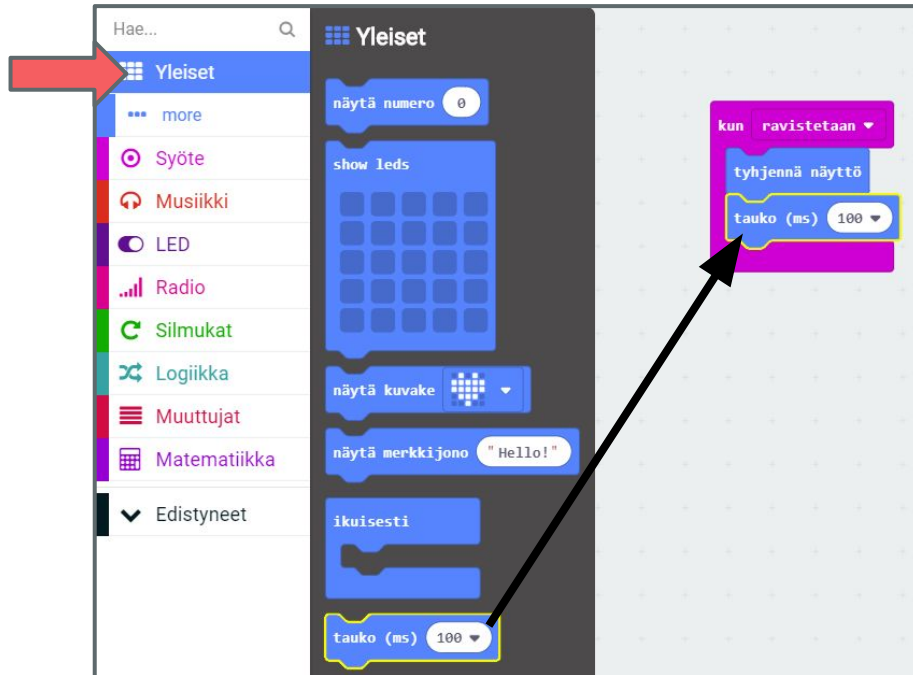 Hae...
Yleiset
more
Syöte
Musiikki
LED
Radio
Silmukat
Logiikka
Muuttujat
Matematiikka
Edistyneet
Yleiset
näytä numero 0
show leds
näytä kuvake
näytä merkkijono "Hello!"
ikuisesti
tauko (ms) 100
kun ravistetaan
tyhjennä näyttö
tauko (ms) 100